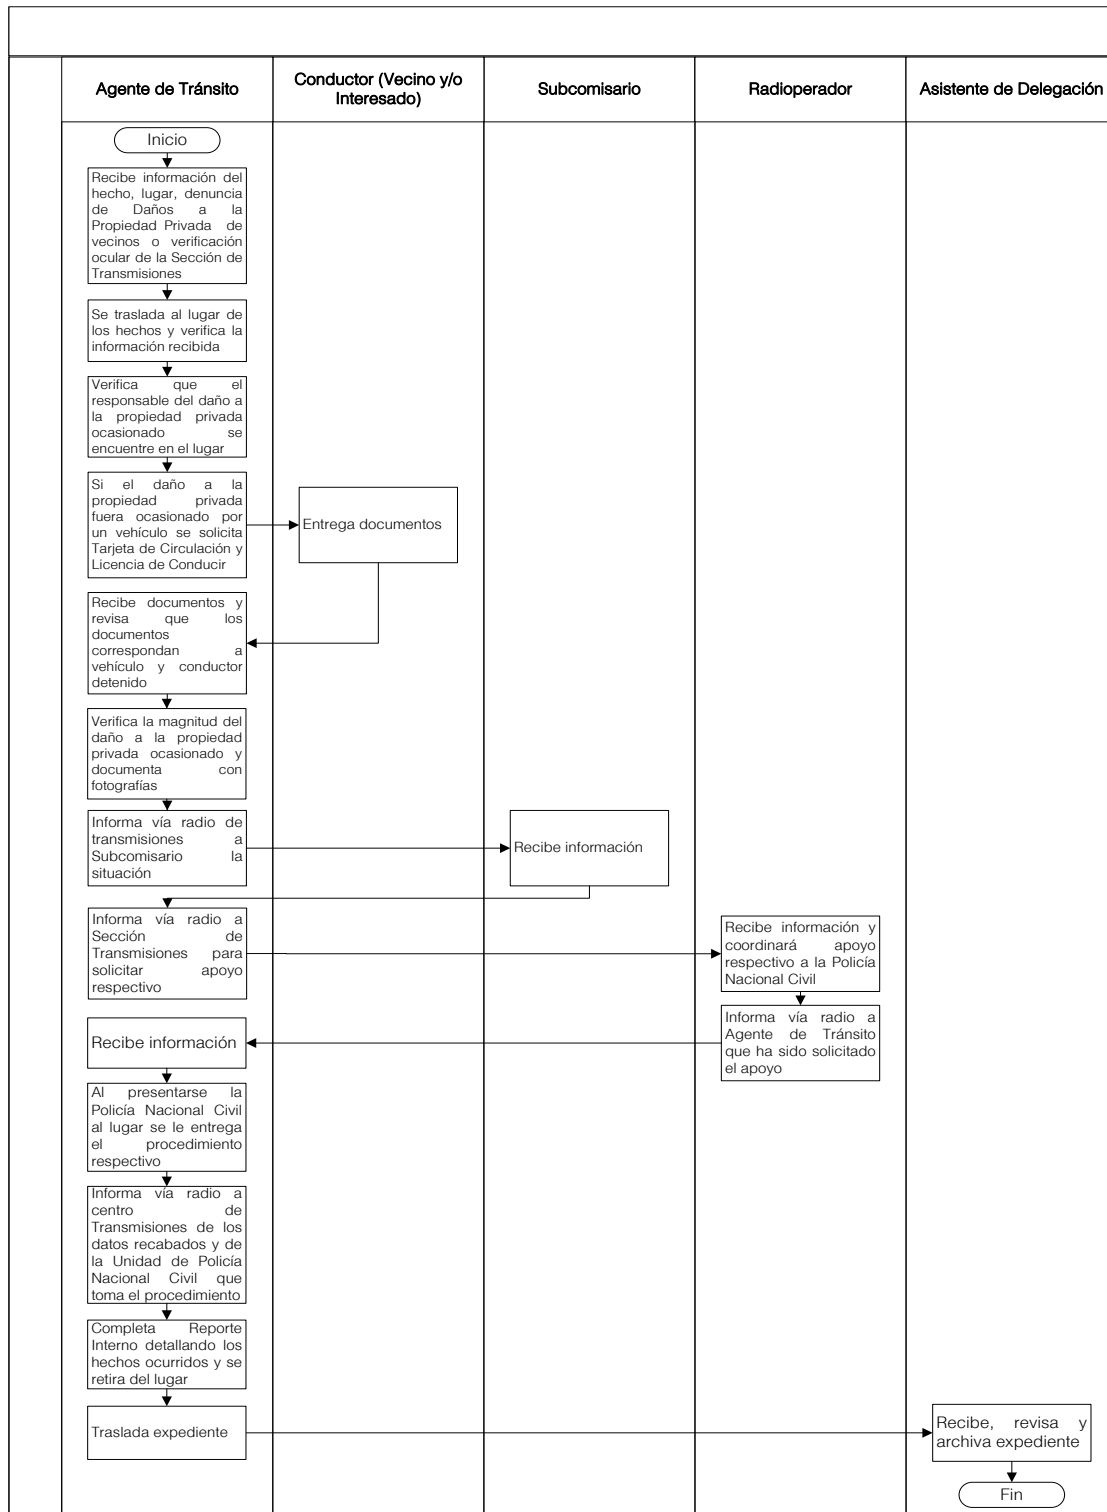 Agente de Tránsito
Conductor (Vecino y/o
Interesado)
Subcomisario
Radioperador
Asistente de Delegación
Inicio
Recibe información del
hecho, lugar, denuncia
de Daños a la
Propiedad Privada de
vecinos o verificación
ocular de la Sección de
Transmisiones
Se traslada al lugar de
los hechos y verifica la
información recibida
Verifica que el
responsable del daño a
la propiedad privada
ocasionado se
encuentre en el lugar
Si el daño a la
propiedad privada
fuera ocasionado por
un vehículo se solicita
Tarjeta de Circulación y
Licencia de Conducir
Entrega documentos
Recibe documentos y
revisa que los
documentos
correspondan a
vehículo y conductor
detenido
Verifica la magnitud del
daño a la propiedad
privada ocasionado y
documenta con
fotografías
Informa vía radio de
transmisiones a
Subcomisario la
situación
Recibe información
Informa vía radio a
Sección de
Transmisiones para
solicitar apoyo
respectivo
Recibe información y
coordinará apoyo
respectivo a la Policía
Nacional Civil
Informa vía radio a
Agente de Tránsito
que ha sido solicitado
el apoyo
Recibe información
Al presentarse la
Policía Nacional Civil
al lugar se le entrega
el procedimiento
respectivo
Informa vía radio a
centro de
Transmisiones de los
datos recabados y de
la Unidad de Policía
Nacional Civil que
toma el procedimiento
Completa Reporte
Interno detallando los
hechos ocurridos y se
retira del lugar
Traslada expediente
Recibe, revisa y
archiva expediente
Fin